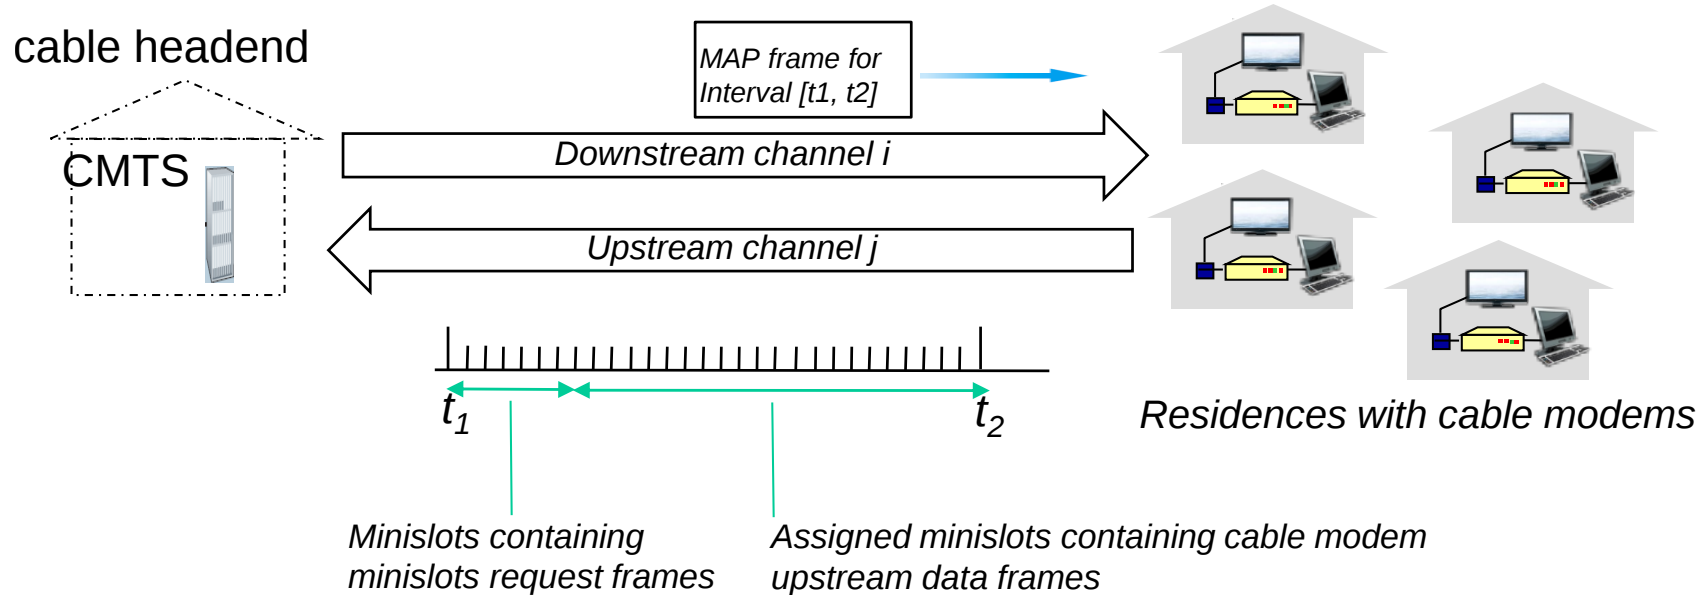 cable headend
MAP frame for
Interval [t1, t2]
CMTS
Downstream channel i
Upstream channel j
t1
t2
Residences with cable modems
Minislots containing
minislots request frames
Assigned minislots containing cable modem
upstream data frames